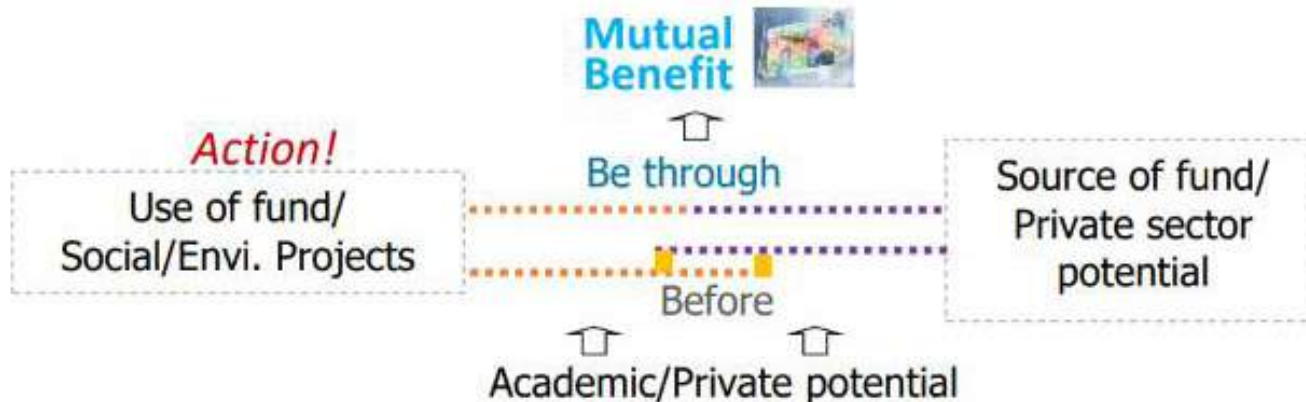 Mutual
Benefit
Action!
Be through
Use of fund/
Social/Envi. Projects
Source of fund/
Private sector
potential
Before
Academic/Private potential